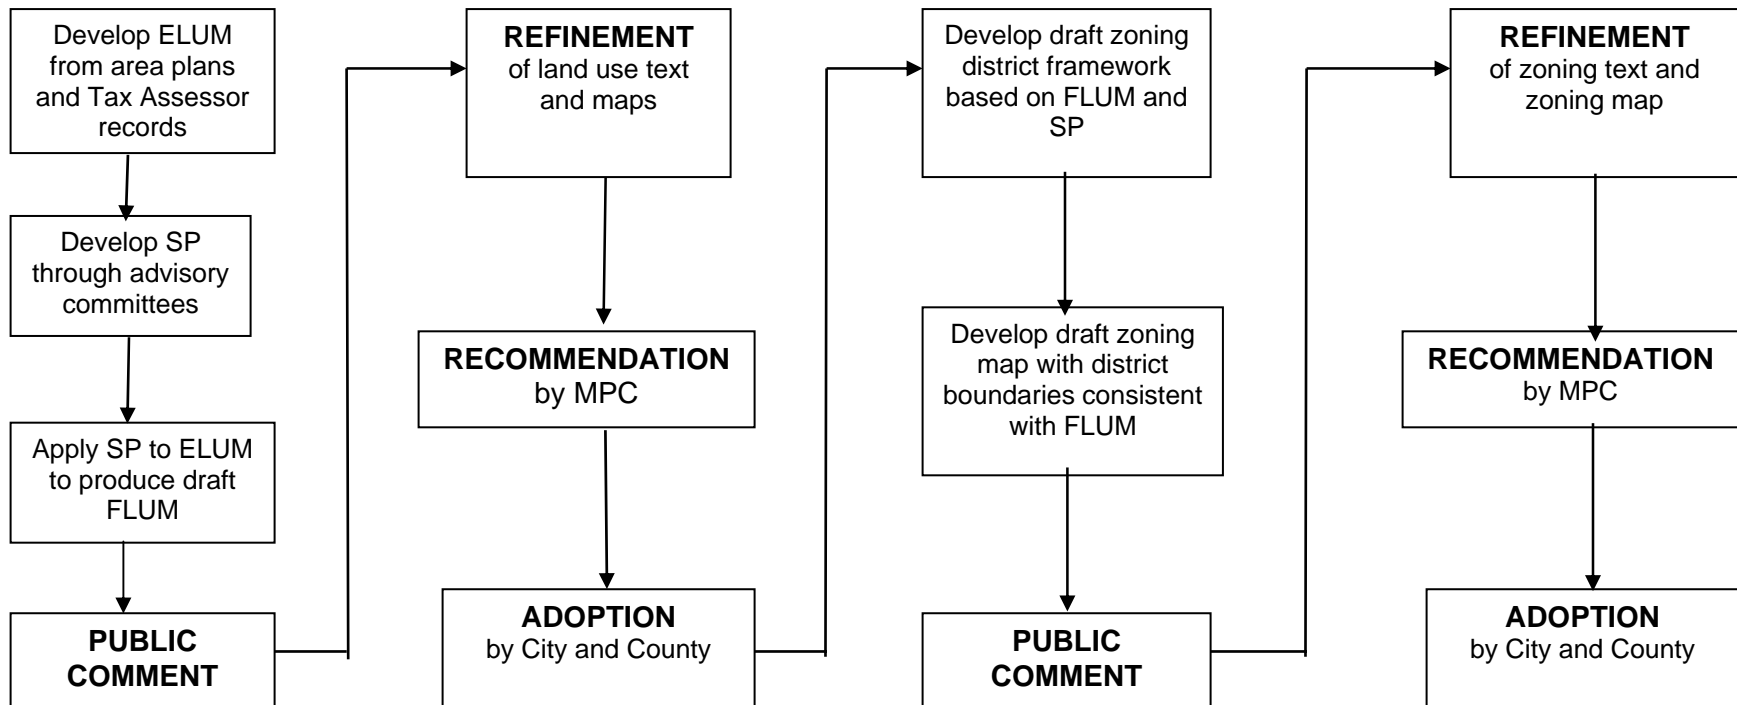 Develop ELUM
from area plans
and Tax Assessor
records
Develop SP
through advisory
committees
Apply SP to ELUM
to produce draft
FLUM
PUBLIC
COMMENT
REFINEMENT
of land use text
and maps
RECOMMENDATION
by MPC
ADOPTION
by City and County
Develop draft zoning
district framework
based on FLUM and
SP
Develop draft zoning
map with district
boundaries consistent
with FLUM
PUBLIC
COMMENT
REFINEMENT
of zoning text and
zoning map
RECOMMENDATION
by MPC
ADOPTION
by City and County